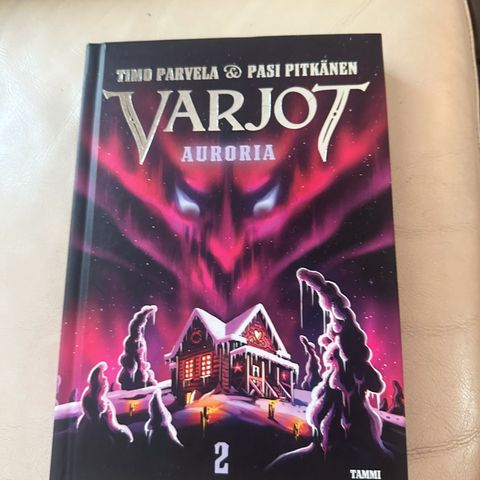 TIMO PARVELA & PASI PITKÄNEN
VARJOT
AURORIA
2
TAMMI